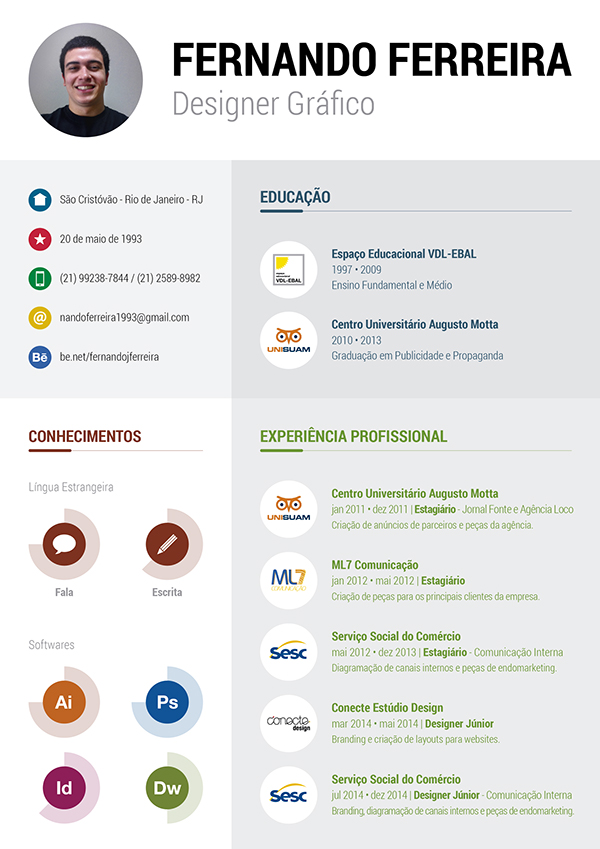 FERNANDO FERREIRA
Designer Gráfico
São Cristóvão - Rio de Janeiro - RJ
20 de maio de 1993
(21) 99238-7844 / (21) 2589-8982
@
nandoferreira1993@gmail.com
Bē
be.net/fernandojferreira
EDUCAÇÃO
VDL-EBAL
Espaço Educacional VDL-EBAL
1997 • 2009
Ensino Fundamental e Médio
UNISUAM
Centro Universitário Augusto Motta
2010 • 2013
Graduação em Publicidade e Propaganda
CONHECIMENTOS
Língua Estrangeira
Fala
Escrita
Softwares
Ai
Ps
Id
Dw
EXPERIÊNCIA PROFISSIONAL
UNISUAM
Centro Universitário Augusto Motta
jan 2011 • dez 2011 | Estagiário - Jornal Fonte e Agência Loco
Criação de anúncios de parceiros e peças da agência.
ML7
COMUNICAÇÃO
ML7 Comunicação
jan 2012 • mai 2012 | Estagiário
Criação de peças para os principais clientes da empresa.
Sesc
Serviço Social do Comércio
mai 2012 • dez 2013 | Estagiário - Comunicação Interna
Diagramação de canais internos e peças de endomarketing.
conecte
design
Conecte Estúdio Design
mar 2014 • mai 2014 | Designer Júnior
Branding e criação de layouts para websites.
Sesc
Serviço Social do Comércio
jul 2014 • dez 2014 | Designer Júnior - Comunicação Interna
Branding, diagramação de canais internos e peças de endomarketing.